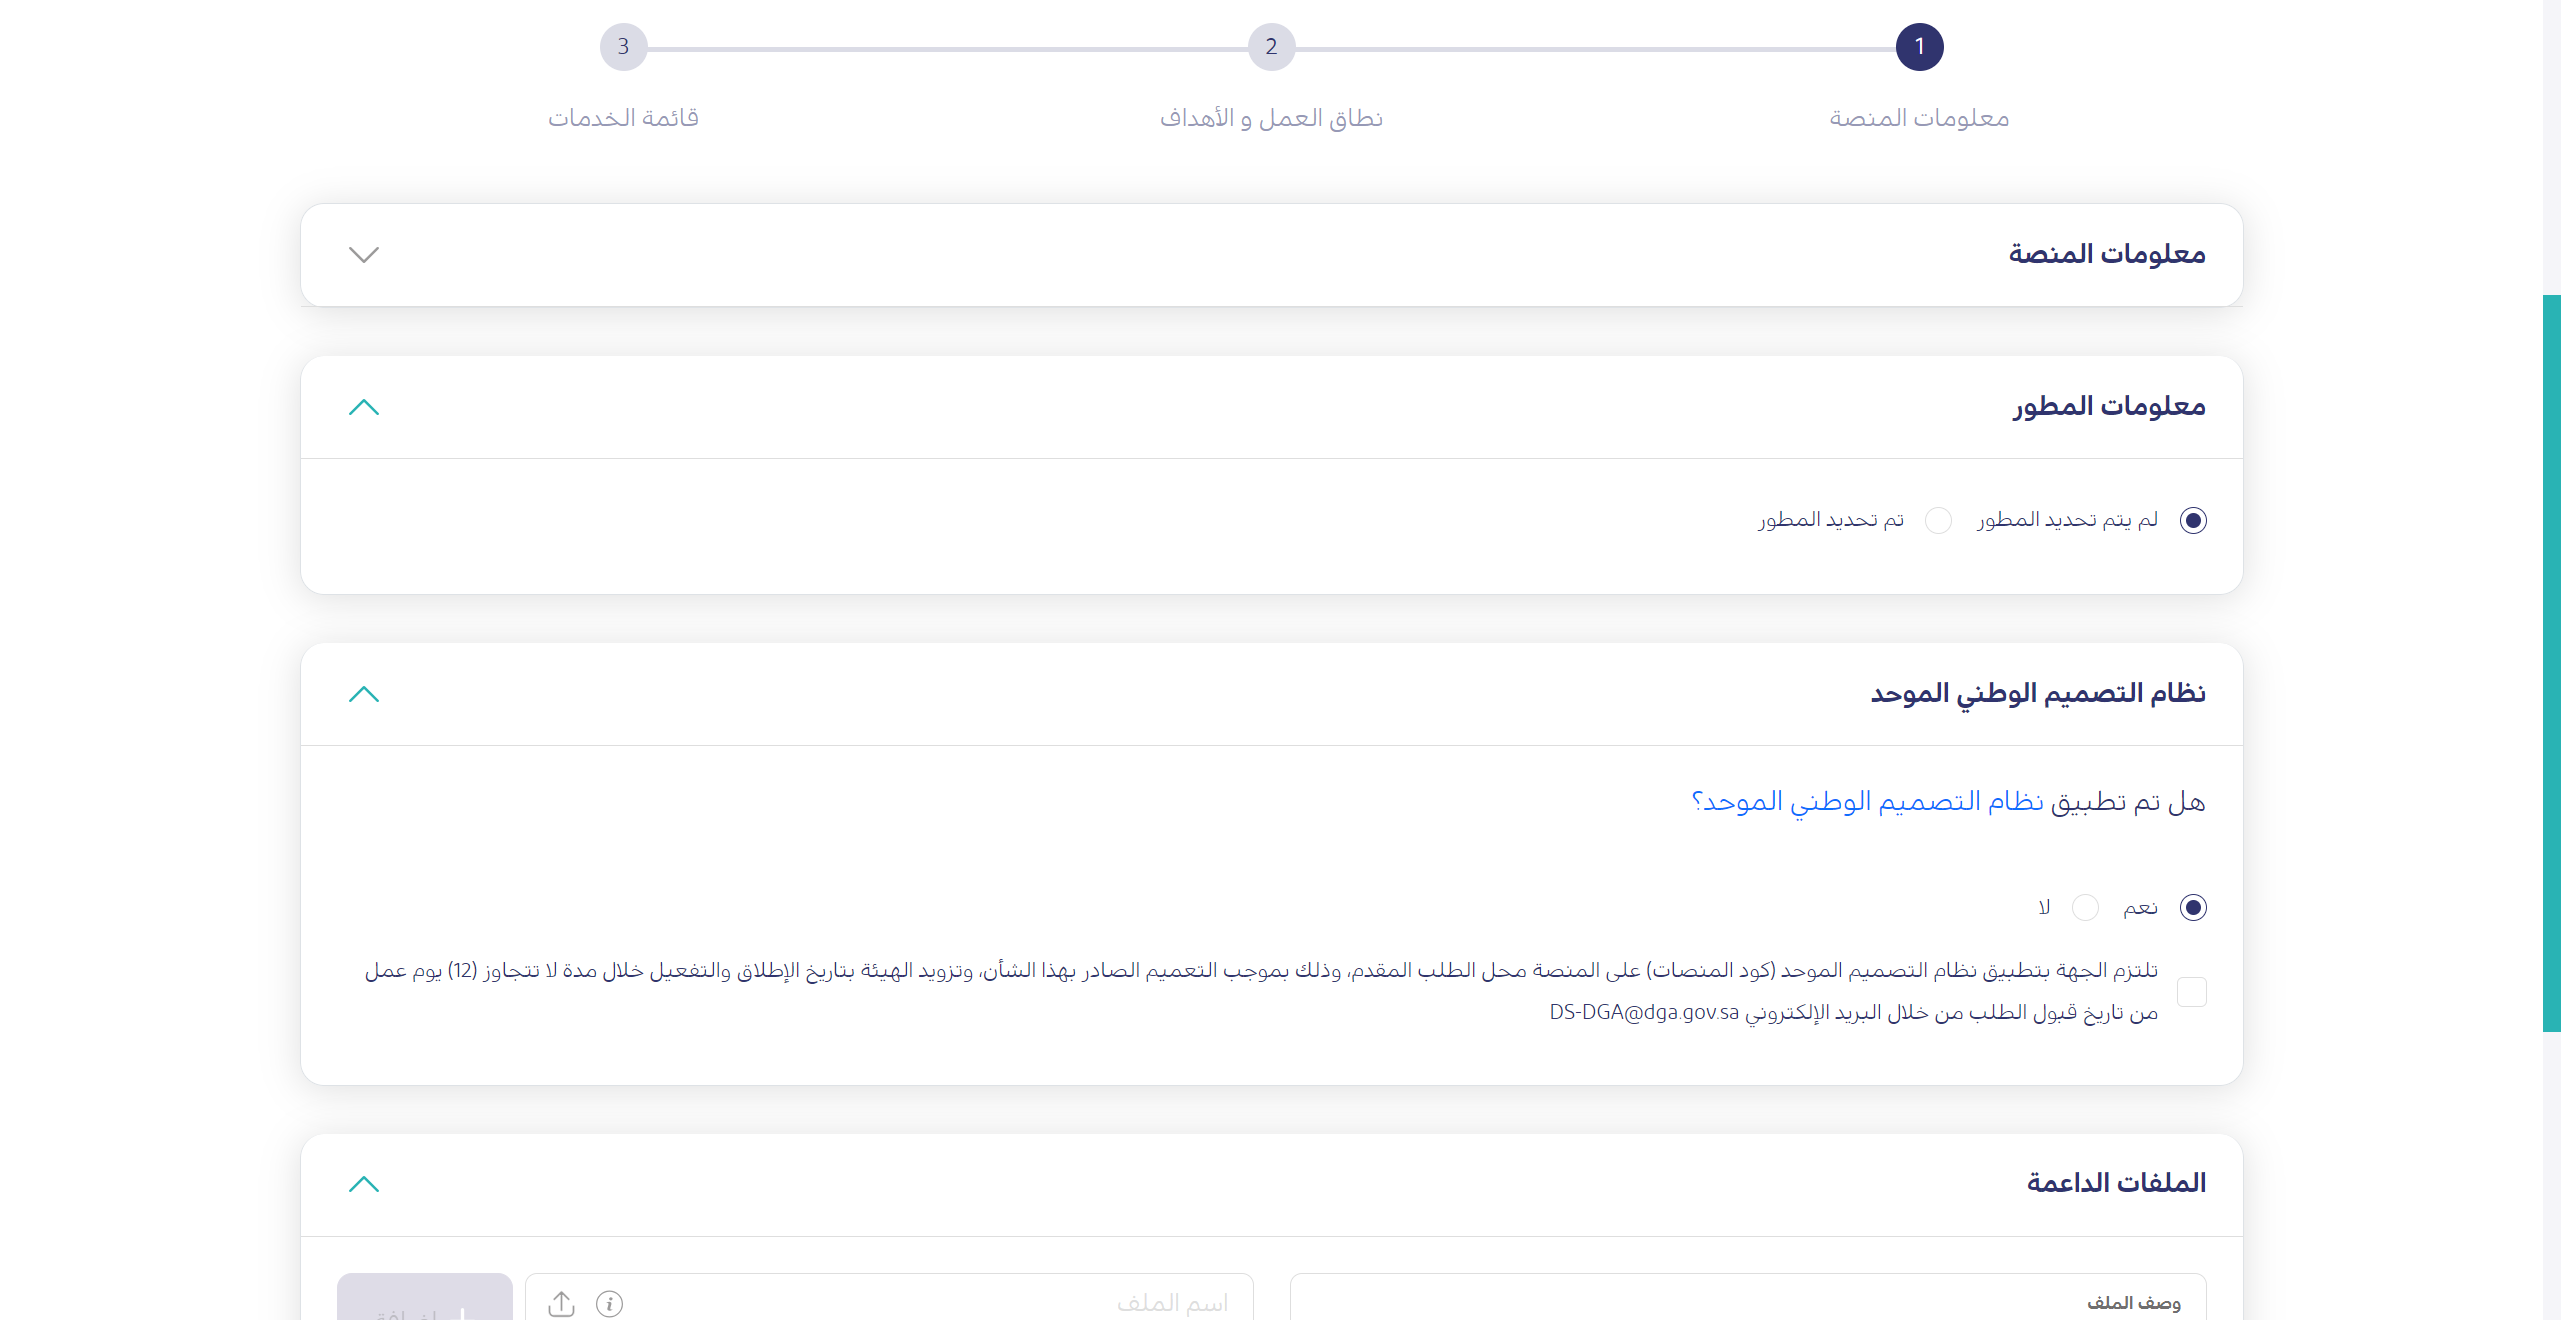 1
2
3
معلومات المنصة
نطاق العمل و الأهداف
قائمة الخدمات
معلومات المنصة
معلومات المطور
لم يتم تحديد المطور
تم تحديد المطور
نظام التصميم الوطني الموحد
هل تم تطبيق نظام التصميم الوطني الموحد؟
نعم
لا
تلتزم الجهة بتطبيق نظام التصميم الموحد (كود المنصات) على المنصة محل الطلب المقدم، وذلك بموجب التعميم الصادر بهذا الشأن، وتزويد الهيئة بتاريخ الإطلاق والتفعيل خلال مدة لا تتجاوز (12) يوم عمل
من تاريخ قبول الطلب من خلال البريد الإلكتروني DS-DGA@dga.gov.sa
الملفات الداعمة
وصف الملف
اسم الملف